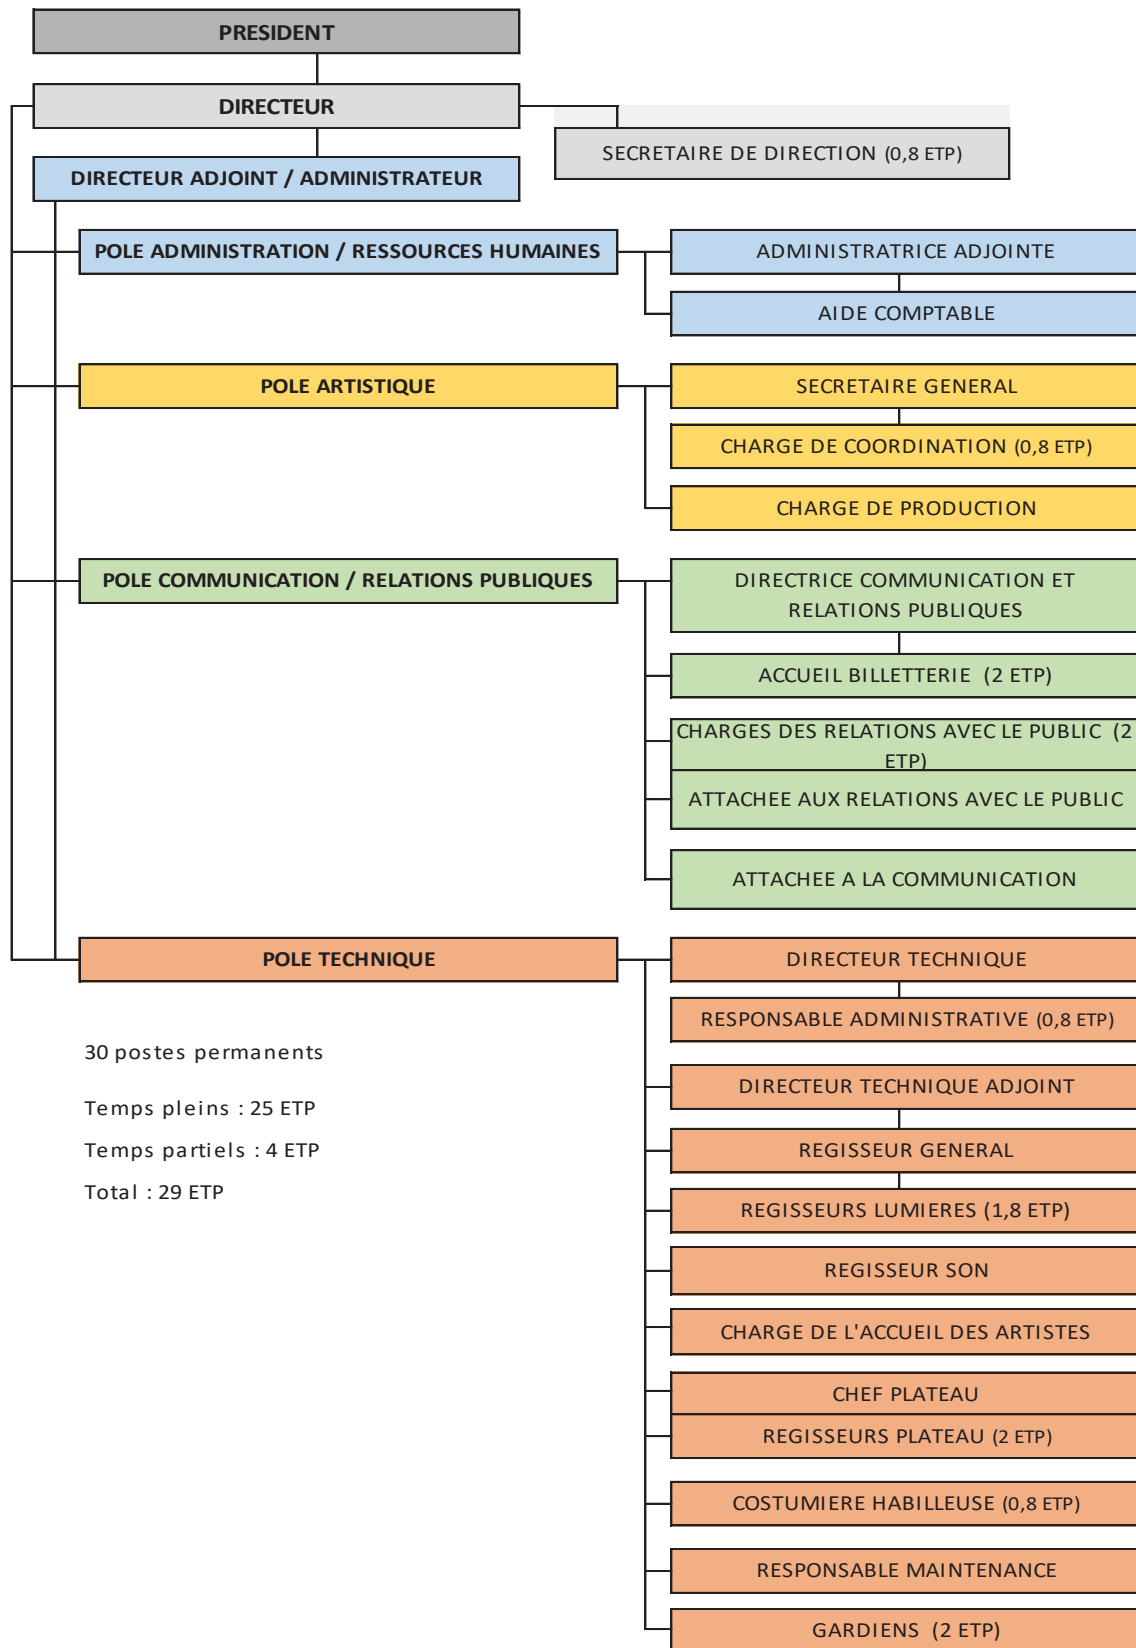 PRESIDENT
DIRECTEUR
SECRETAIRE DE DIRECTION (0,8 ETP)
DIRECTEUR ADJOINT / ADMINISTRATEUR
POLE ADMINISTRATION / RESSOURCES HUMAINES
ADMINISTRATRICE ADJOINTE
AIDE COMPTABLE
POLE ARTISTIQUE
SECRETAIRE GENERAL
CHARGE DE COORDINATION (0,8 ETP)
CHARGE DE PRODUCTION
POLE COMMUNICATION / RELATIONS PUBLIQUES
DIRECTRICE COMMUNICATION ET
RELATIONS PUBLIQUES
ACCUEIL BILLETTERIE (2 ETP)
CHARGES DES RELATIONS AVEC LE PUBLIC (2
ETP)
ATTACHEE AUX RELATIONS AVEC LE PUBLIC
ATTACHEE A LA COMMUNICATION
POLE TECHNIQUE
DIRECTEUR TECHNIQUE
RESPONSABLE ADMINISTRATIVE (0,8 ETP)
DIRECTEUR TECHNIQUE ADJOINT
REGISSEUR GENERAL
REGISSEURS LUMIERES (1,8 ETP)
REGISSEUR SON
CHARGE DE L'ACCUEIL DES ARTISTES
CHEF PLATEAU
REGISSEURS PLATEAU (2 ETP)
COSTUMIERE HABILLEUSE (0,8 ETP)
RESPONSABLE MAINTENANCE
GARDIENS (2 ETP)
30 postes permanents
Temps pleins : 25 ETP
Temps partiels : 4 ETP
Total : 29 ETP